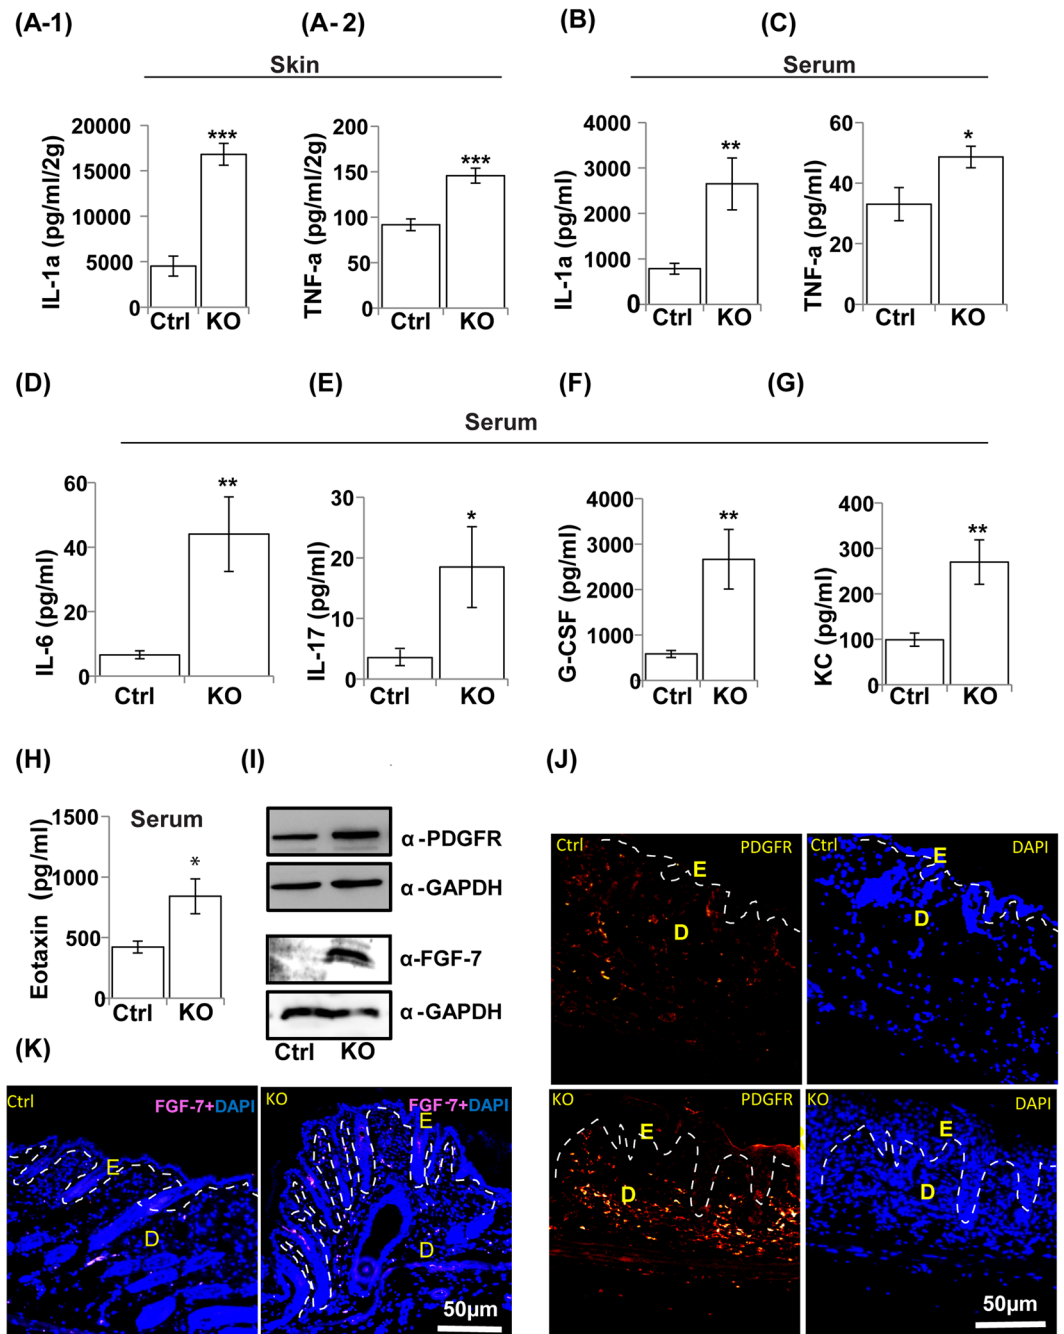 (A-1)
(A-2)
(B)
(C)
Skin
Serum
IL-1a (pg/ml/2g)
20000
15000
10000
5000
0
***
Ctrl KO
TNF-a (pg/ml/2g)
200
150
100
50
0
***
Ctrl KO
IL-1a (pg/ml)
4000
3000
2000
1000
0
**
Ctrl KO
TNF-a (pg/ml)
60
40
20
0
*
Ctrl KO
(D)
(E)
(F)
(G)
Serum
IL-6 (pg/ml)
60
40
20
0
**
Ctrl KO
IL-17 (pg/ml)
30
20
10
0
*
Ctrl KO
G-CSF (pg/ml)
4000
3000
2000
1000
0
**
Ctrl KO
KC (pg/ml)
400
300
200
100
0
**
Ctrl KO
(H)
(I)
(J)
Eotaxin (pg/ml)
1500
1000
500
0
Serum
*
Ctrl KO
α-PDGFR
α-GAPDH
α-FGF-7
α-GAPDH
Ctrl KO
Ctrl
PDGFR
E
D
Ctrl
DAPI
E
D
KO
PDGFR
E
D
KO
DAPI
E
D
50µm
(K)
Ctrl
FGF-7+DAPI
E
D
KO
FGF-7+DAPI
E
D
50µm